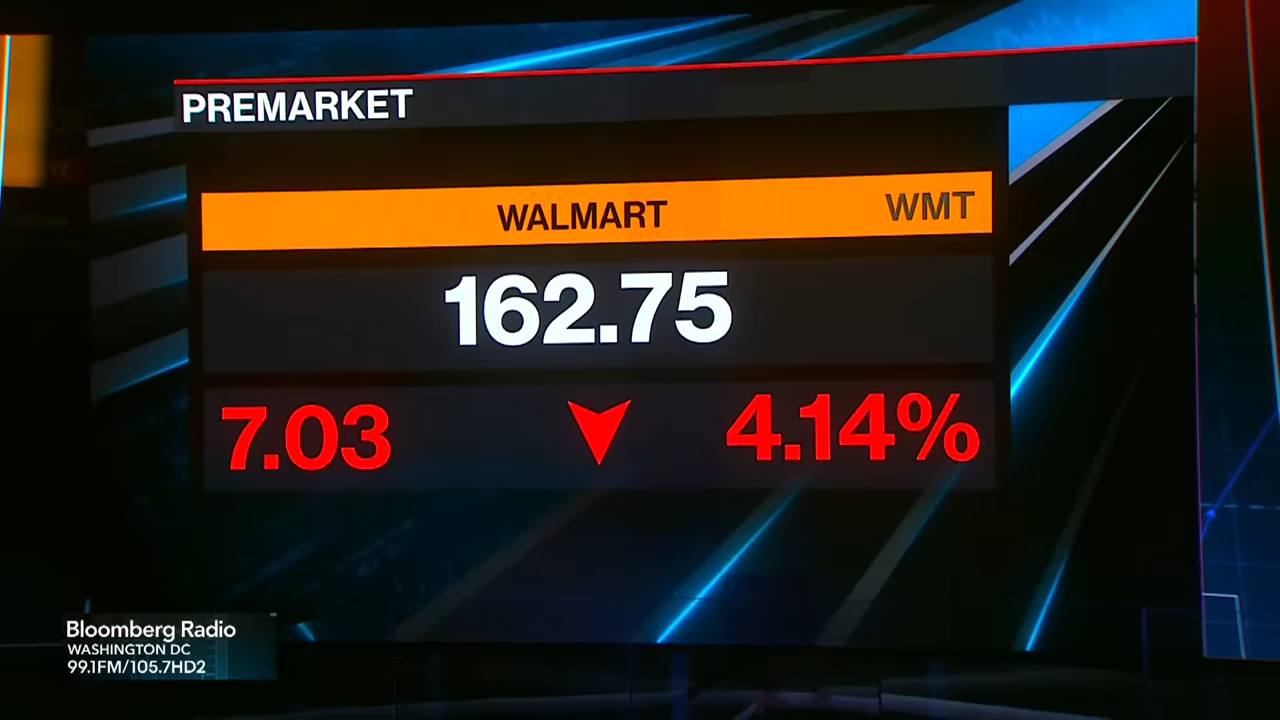 PREMARKET
WALMART WMT
162.75
7.03 ▼ 4.14%
Bloomberg Radio
WASHINGTON DC
99.1FM/105.7HD2